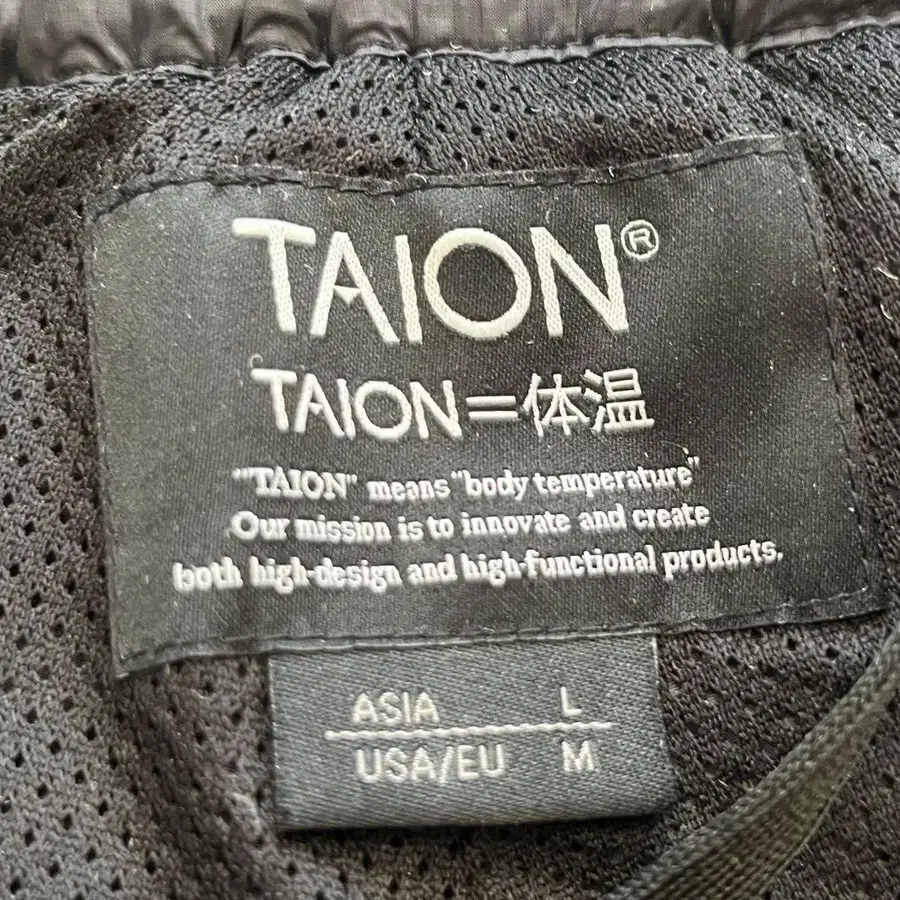 TAION®
TAION=体温
"TAION" means "body temperature"
Our mission is to innovate and create
both high-design and high-functional products.
ASIA L
USA/EU M